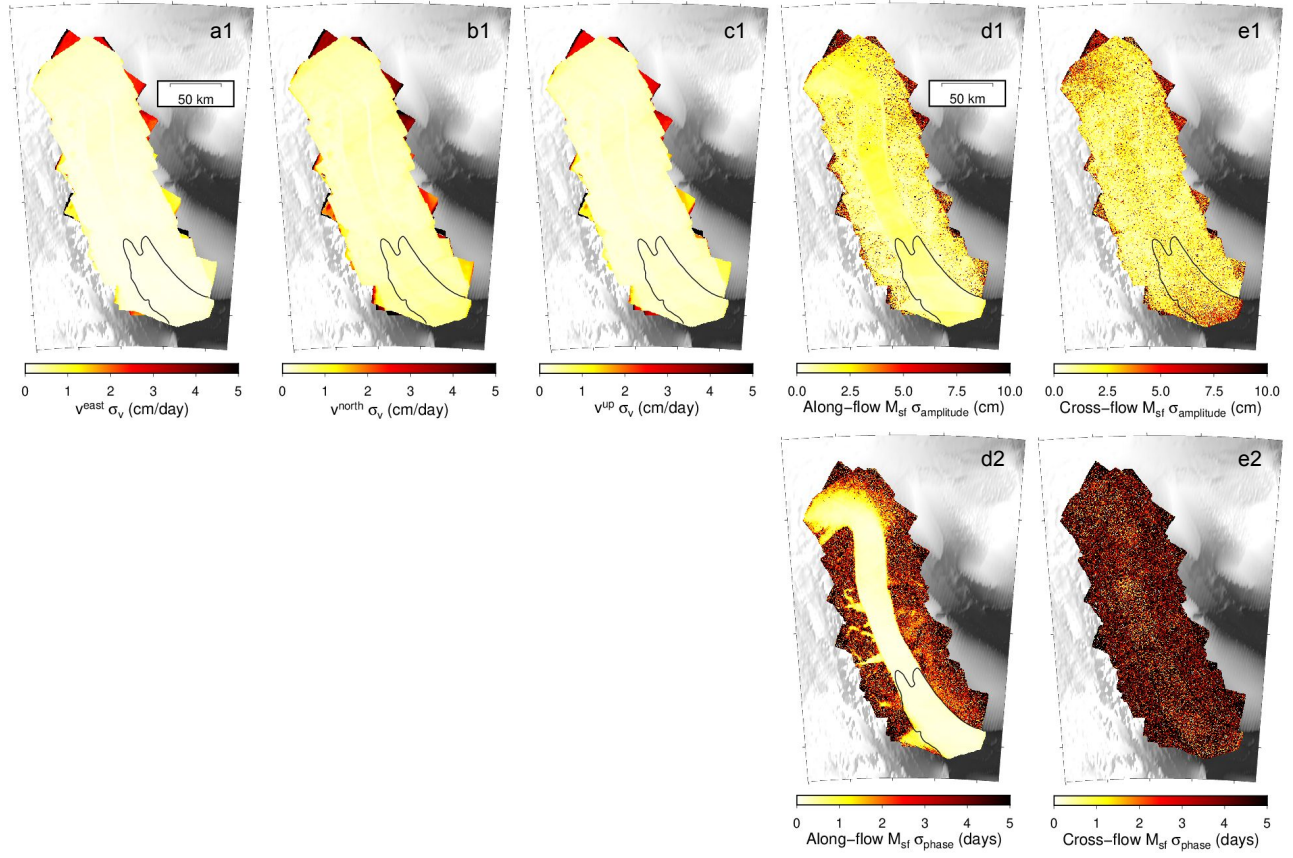 a1
b1
c1
d1
e1
50 km
50 km
0 1 2 3 4 5
v^east σ_v (cm/day)
0 1 2 3 4 5
v^north σ_v (cm/day)
0 1 2 3 4 5
v^up σ_v (cm/day)
0.0 2.5 5.0 7.5 10.0
Along−flow M_sf σ_amplitude (cm)
0.0 2.5 5.0 7.5 10.0
Cross−flow M_sf σ_amplitude (cm)
d2
e2
0 1 2 3 4 5
Along−flow M_sf σ_phase (days)
0 1 2 3 4 5
Cross−flow M_sf σ_phase (days)